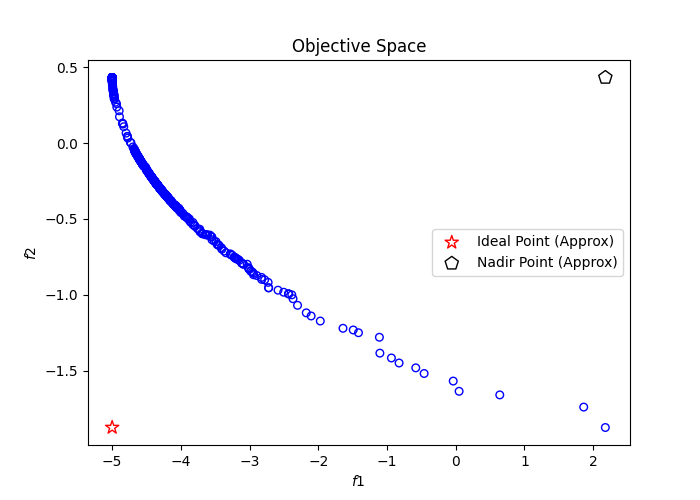 Objective Space
0.5
0.0
−0.5
−1.0
−1.5
f2
Ideal Point (Approx)
Nadir Point (Approx)
−5 −4 −3 −2 −1 0 1 2
f1